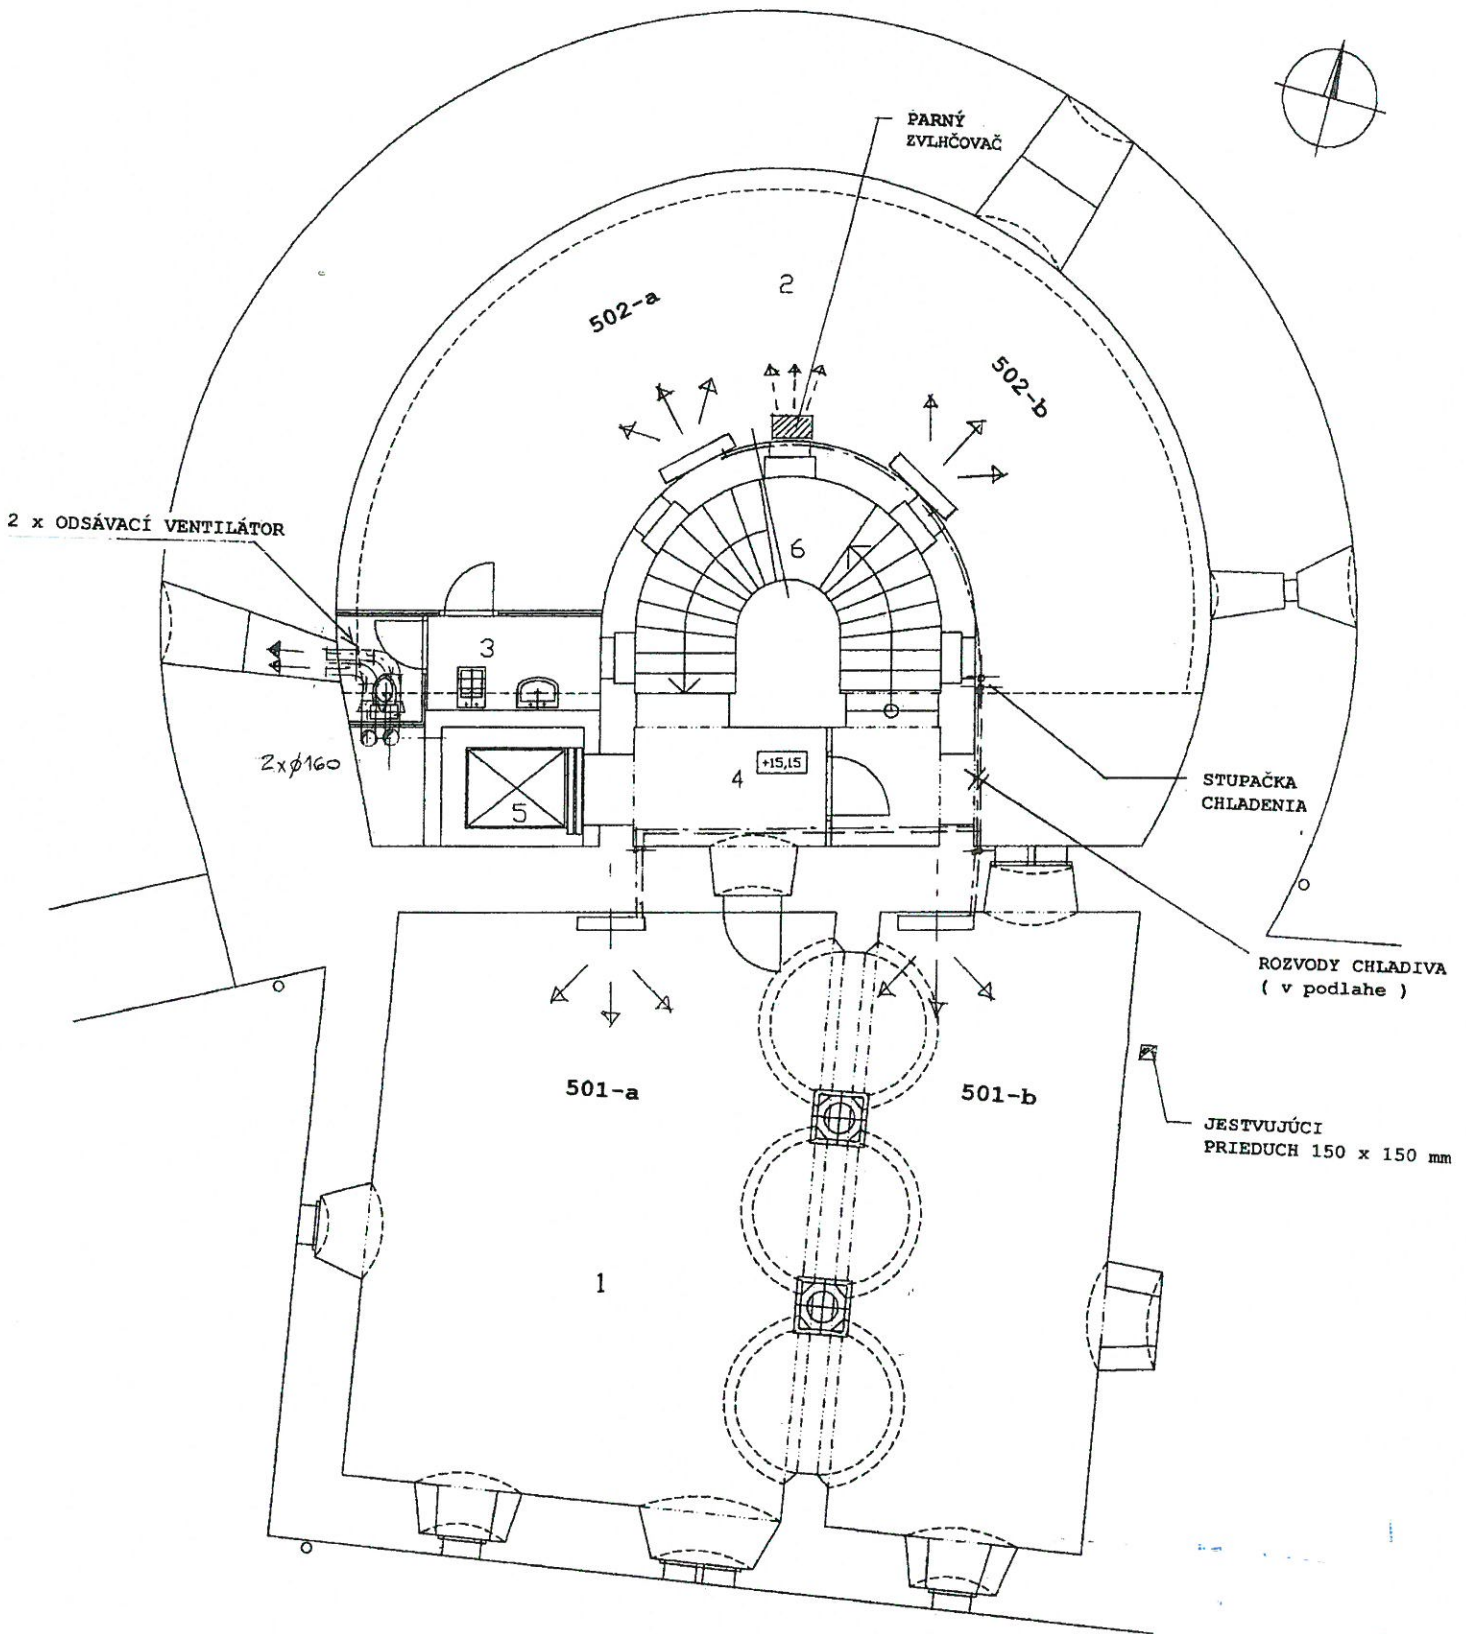 PARNÝ
ZVLHČOVAČ
2
502-a
502-b
2 x ODSÁVACÍ VENTILÁTOR
6
3
2xφ160
4
+15,15
5
STUPAČKA
CHLADENIA
ROZVODY CHLADIVA
( v podlahe )
501-a
501-b
JESTVUJÚCI
PRIEDUCH 150 x 150 mm
1